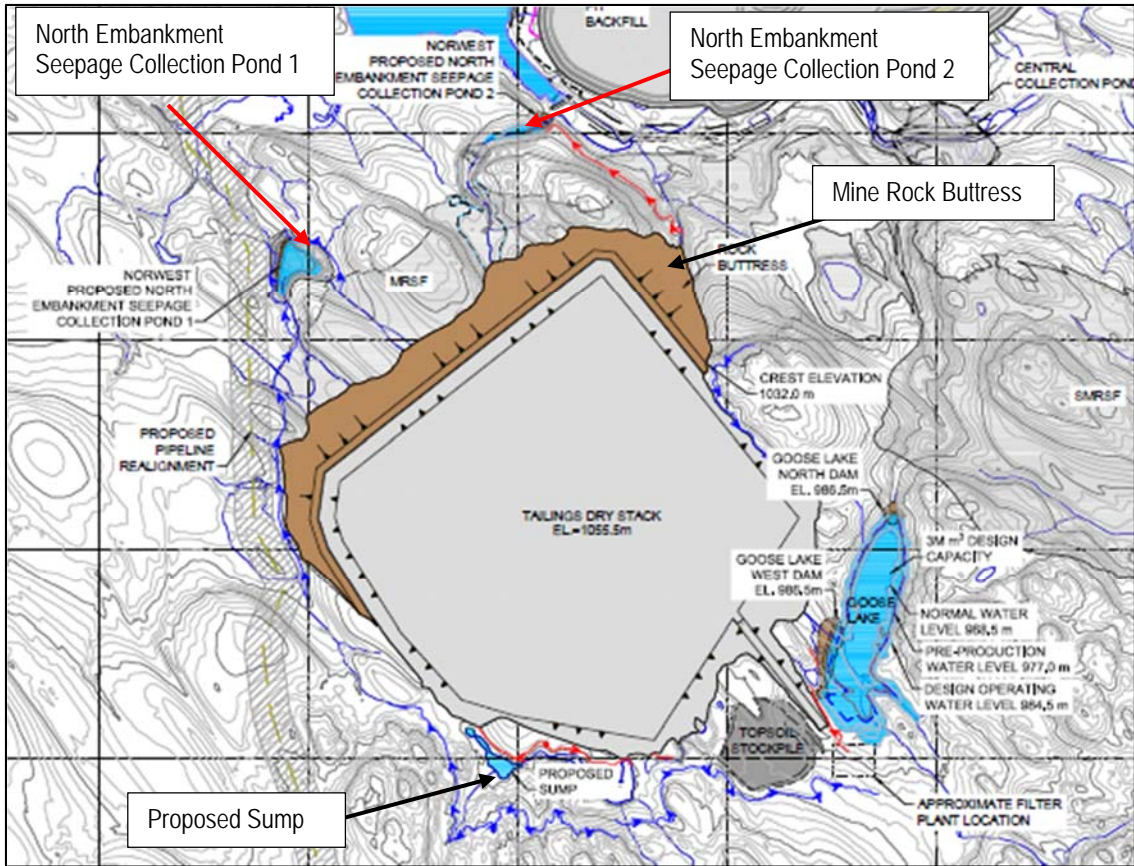 North Embankment
Seepage Collection Pond 1
NORWEST
PROPOSED NORTH
EMBANKMENT SEEPAGE
COLLECTION POND 2
BACKFILL
North Embankment
Seepage Collection Pond 2
CENTRAL
COLLECTION POND
Mine Rock Buttress
ROCK
BUTTRESS
NORWEST
PROPOSED NORTH
EMBANKMENT SEEPAGE
COLLECTION POND 1
MRSF
CREST ELEVATION
1032.0 m
SMRSF
PROPOSED
PIPELINE
REALIGNMENT
GOOSE LAKE
NORTH DAM
EL. 986.5m
TAILINGS DRY STACK
EL.=1055.5m
3M m³ DESIGN
CAPACITY
GOOSE LAKE
WEST DAM
EL. 986.5m
GOOSE
LAKE
NORMAL WATER
LEVEL 968.5 m
PRE-PRODUCTION
WATER LEVEL 977.0 m
DESIGN OPERATING
WATER LEVEL 984.5 m
TOPSOIL
STOCKPILE
PROPOSED
SUMP
Proposed Sump
APPROXIMATE FILTER
PLANT LOCATION